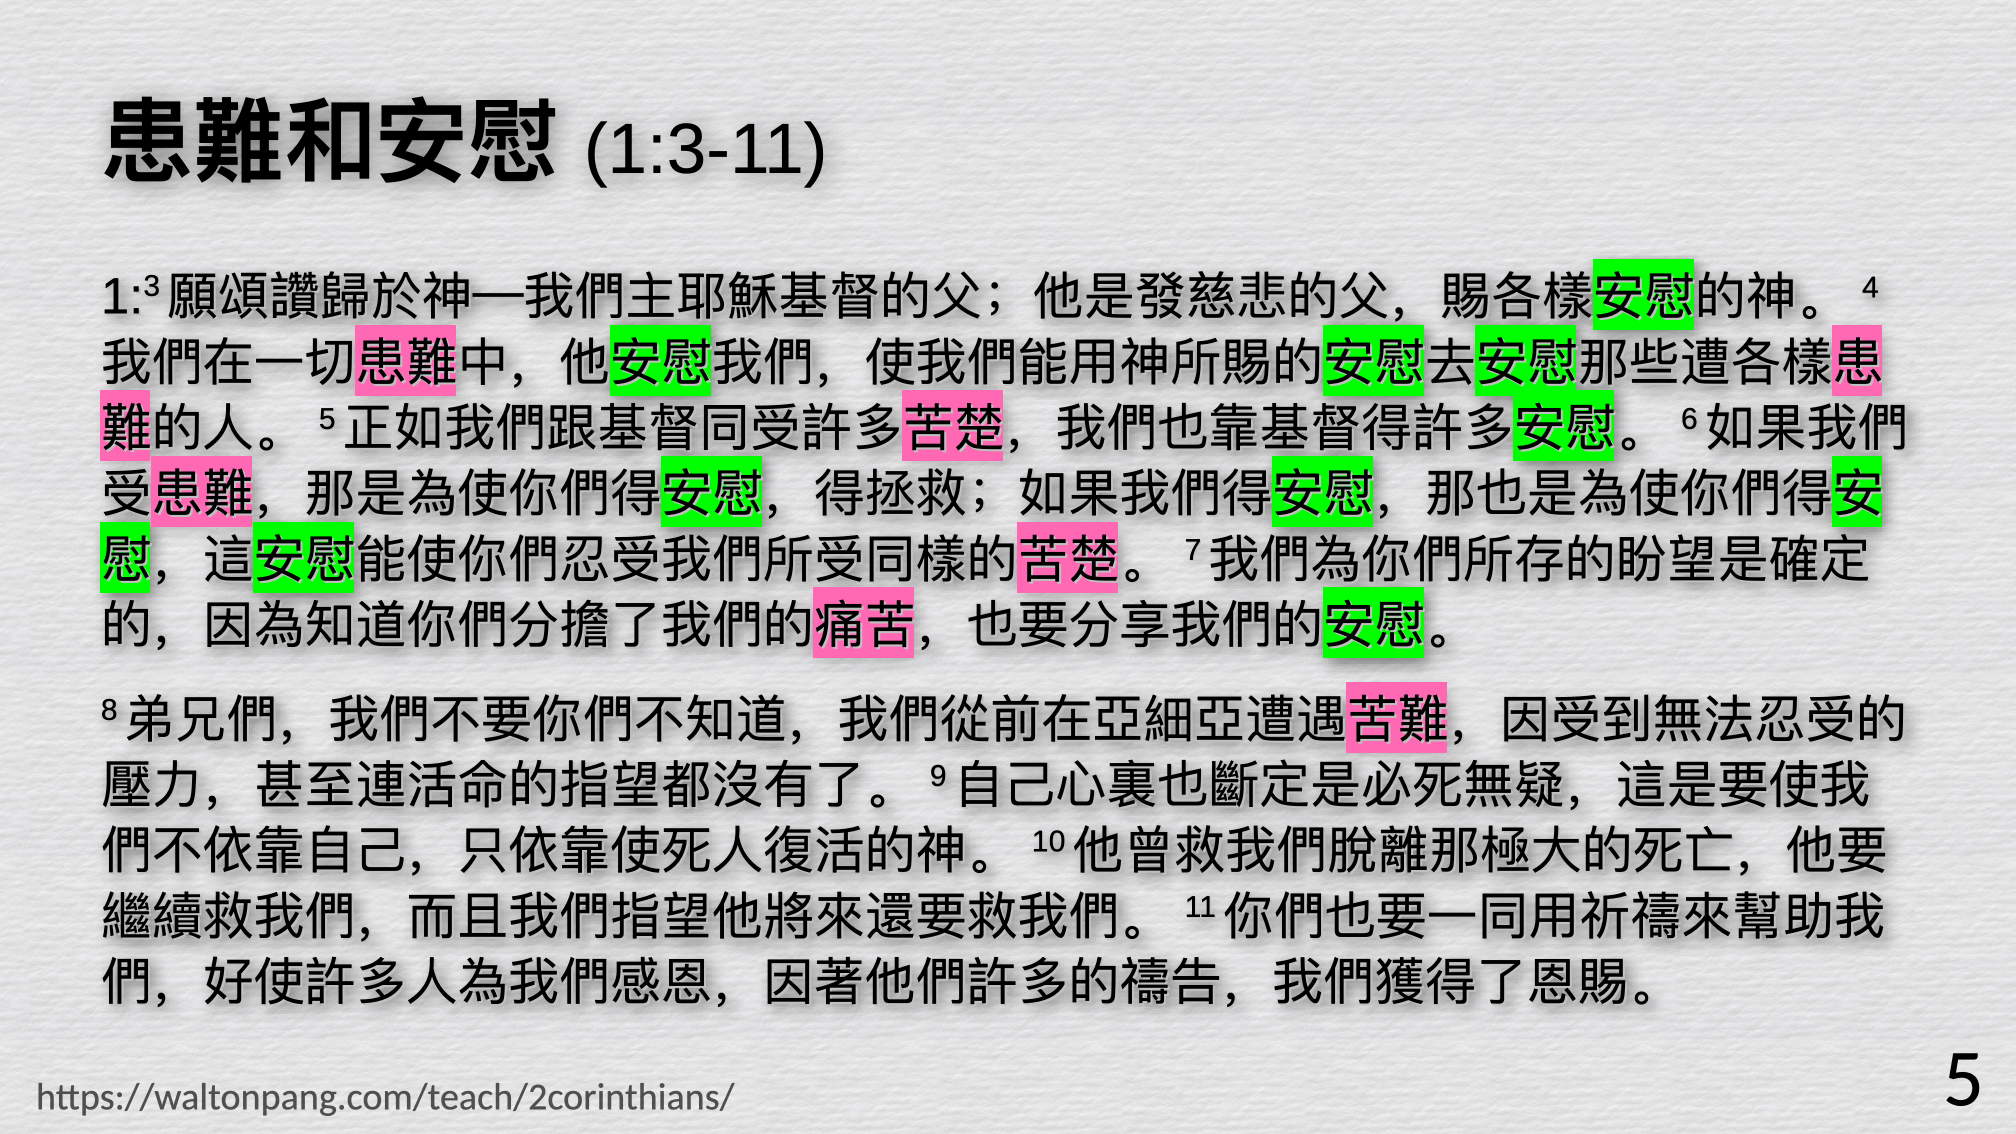 患難和安慰 (1:3-11)
1:3 願頌讚歸於神—我們主耶穌基督的父；他是發慈悲的父，賜各樣安慰的神。 4
我們在一切患難中，他安慰我們，使我們能用神所賜的安慰去安慰那些遭各樣患
難的人。 5 正如我們跟基督同受許多苦楚，我們也靠基督得許多安慰。 6 如果我們
受患難，那是為使你們得安慰，得拯救；如果我們得安慰，那也是為使你們得安
慰，這安慰能使你們忍受我們所受同樣的苦楚。 7 我們為你們所存的盼望是確定
的，因為知道你們分擔了我們的痛苦，也要分享我們的安慰。
8 弟兄們，我們不要你們不知道，我們從前在亞細亞遭遇苦難，因受到無法忍受的
壓力，甚至連活命的指望都沒有了。 9 自己心裏也斷定是必死無疑，這是要使我
們不依靠自己，只依靠使死人復活的神。 10 他曾救我們脫離那極大的死亡，他要
繼續救我們，而且我們指望他將來還要救我們。 11 你們也要一同用祈禱來幫助我
們，好使許多人為我們感恩，因著他們許多的禱告，我們獲得了恩賜。
https://waltonpang.com/teach/2corinthians/
5